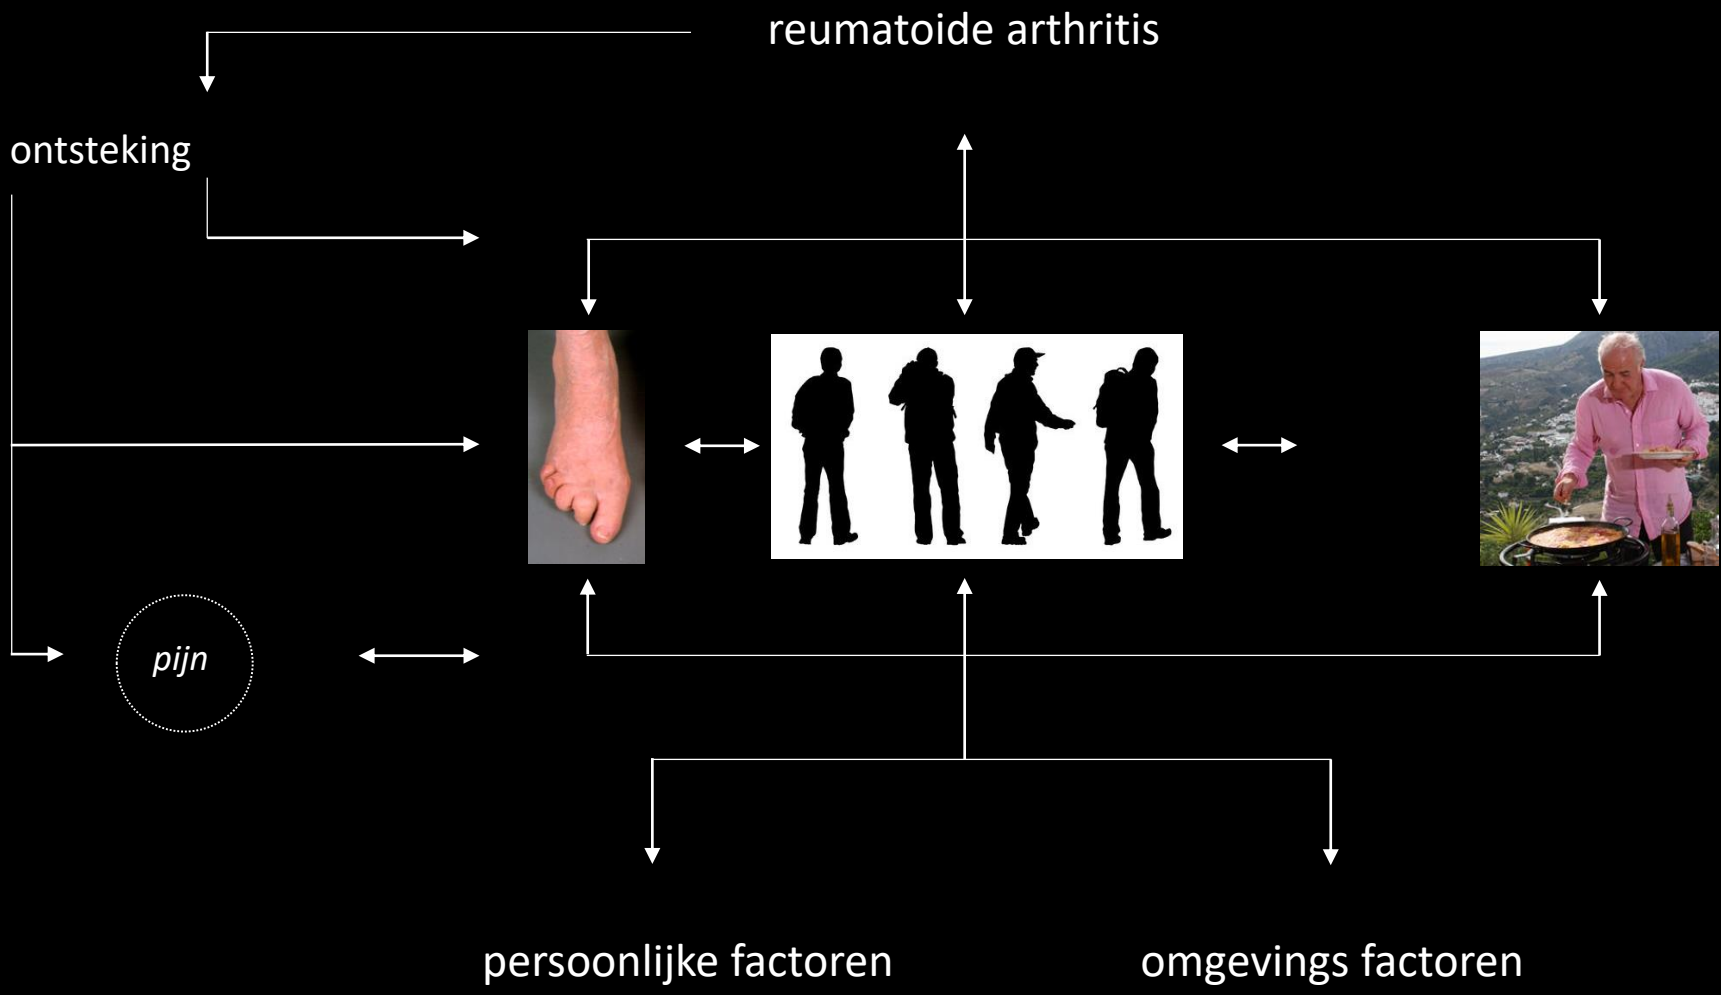 reumatoide arthritis
ontsteking
pijn
persoonlijke factoren
omgevings factoren